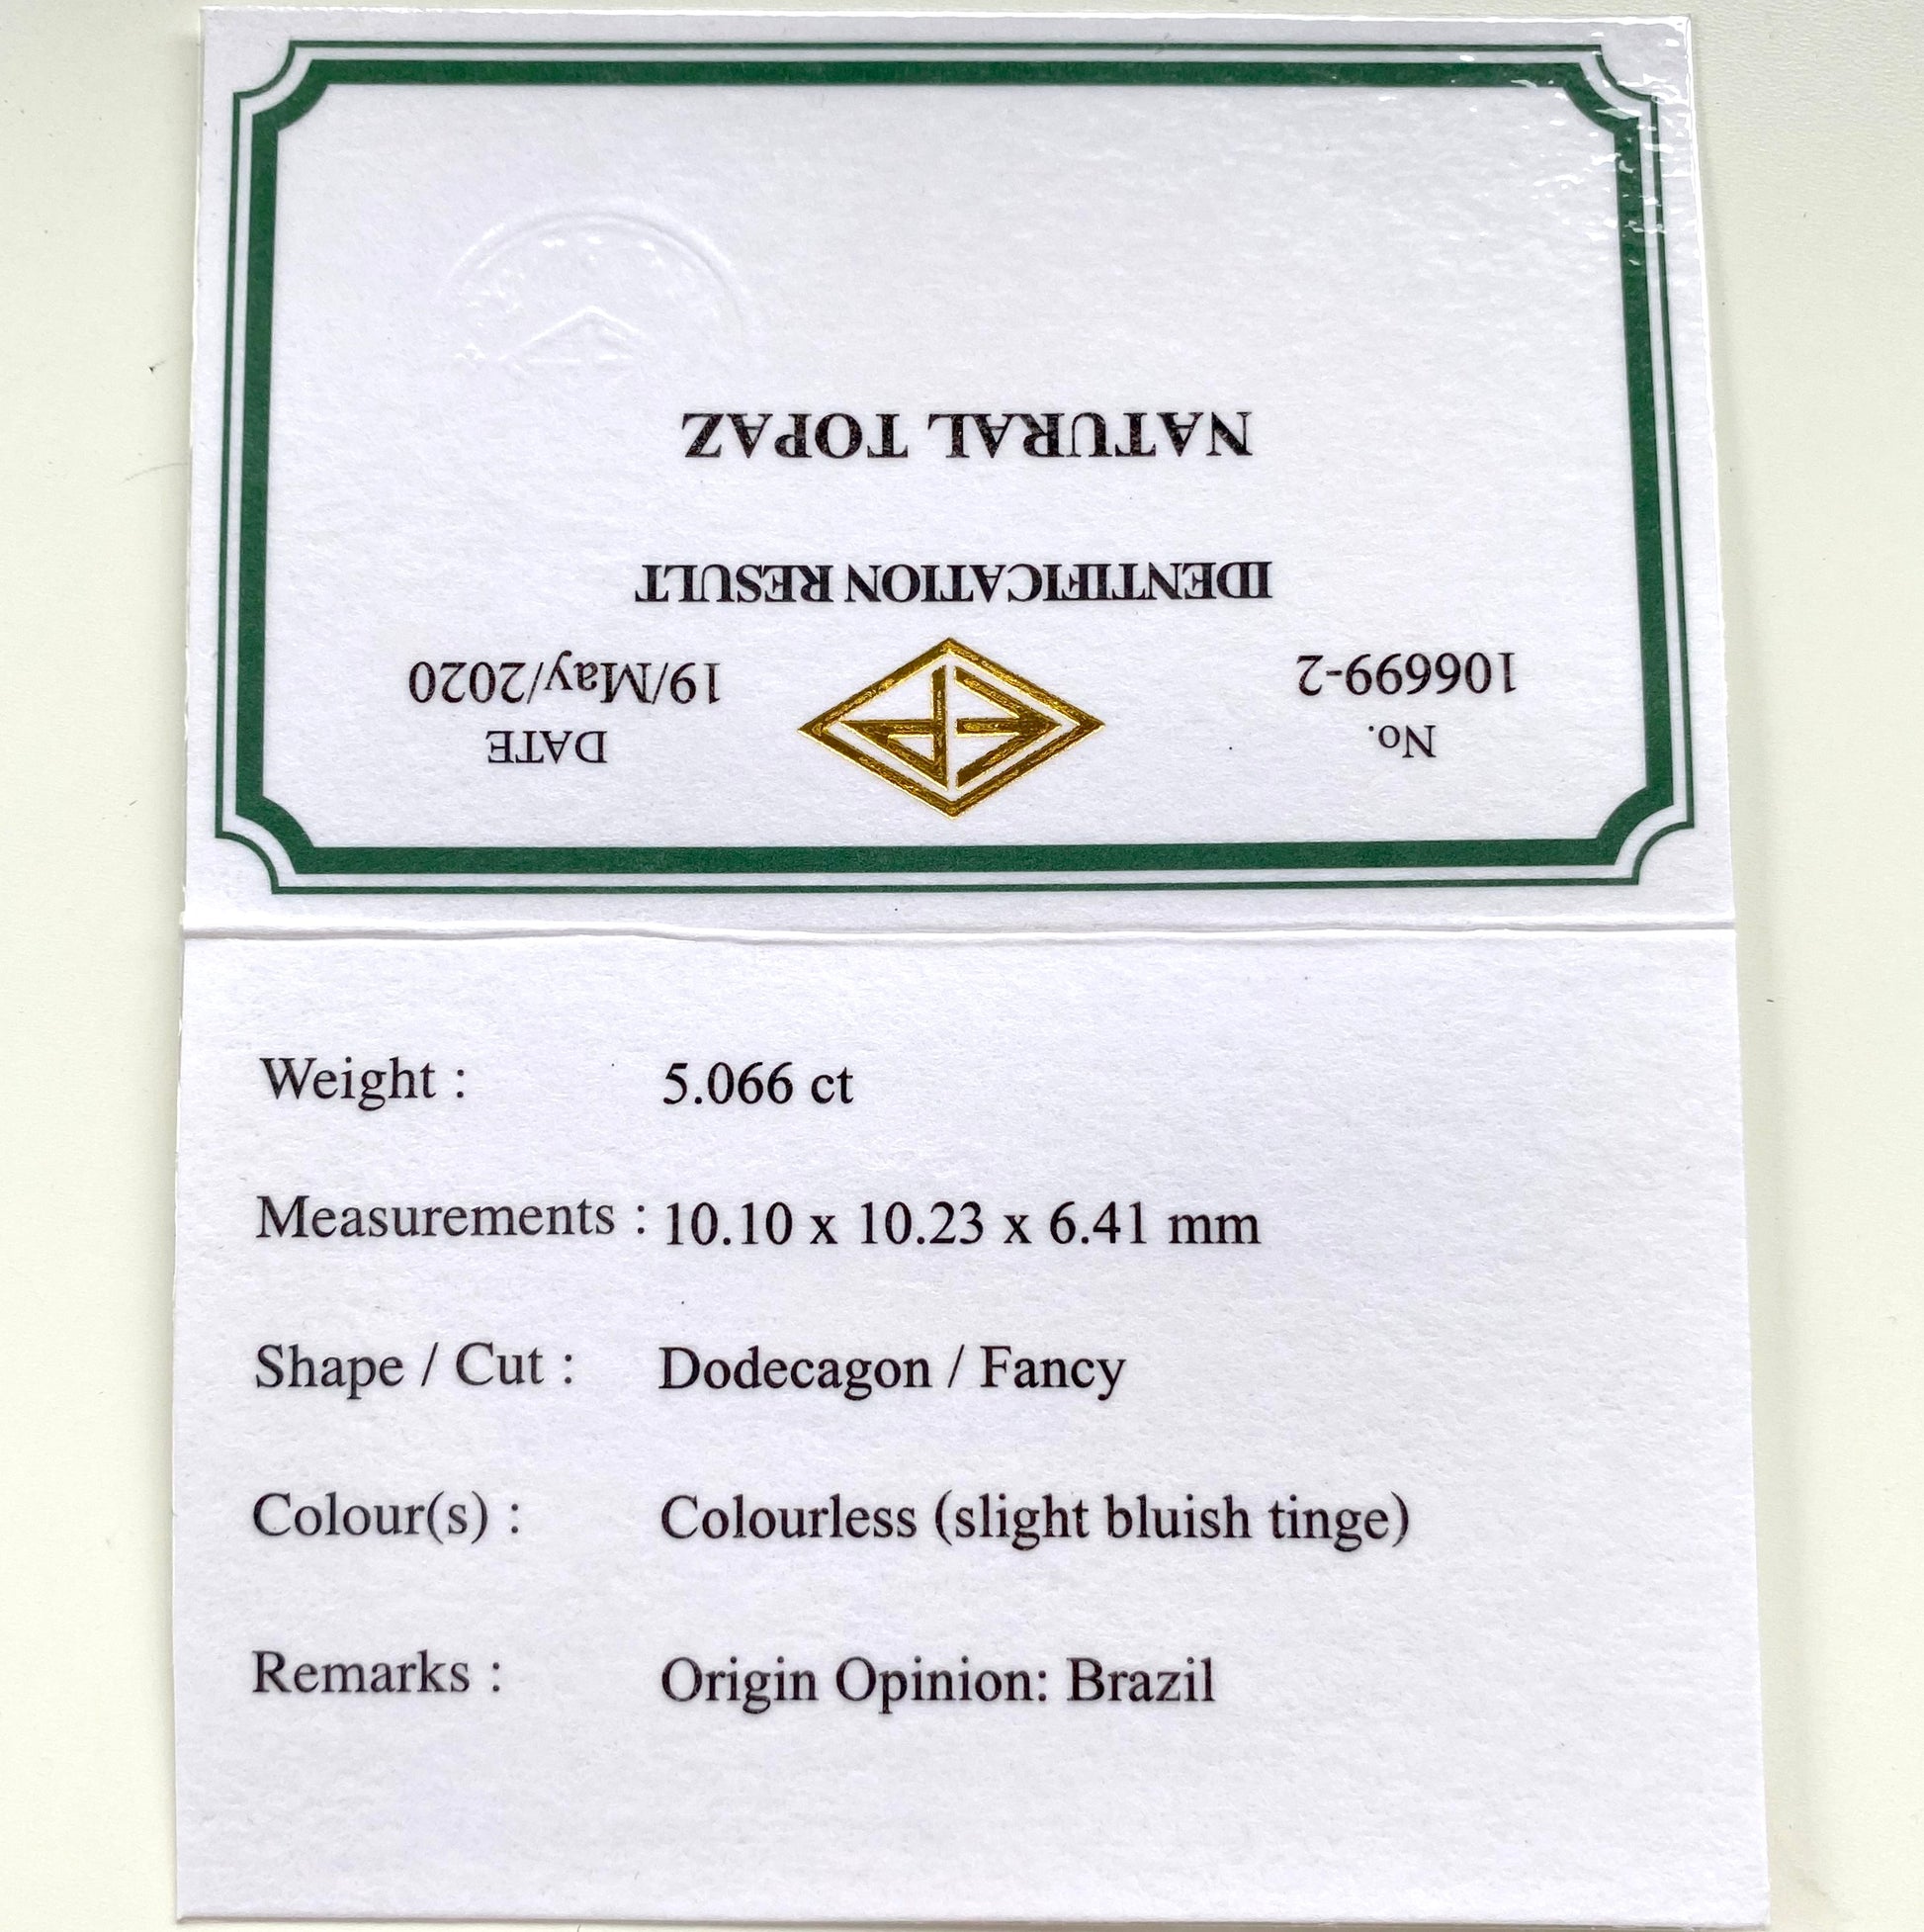 No.
106699-2
DATE
19/May/2020
IDENTIFICATION RESULT
NATURAL TOPAZ
Weight : 5.066 ct
Measurements : 10.10 x 10.23 x 6.41 mm
Shape / Cut : Dodecagon / Fancy
Colour(s) : Colourless (slight bluish tinge)
Remarks : Origin Opinion: Brazil